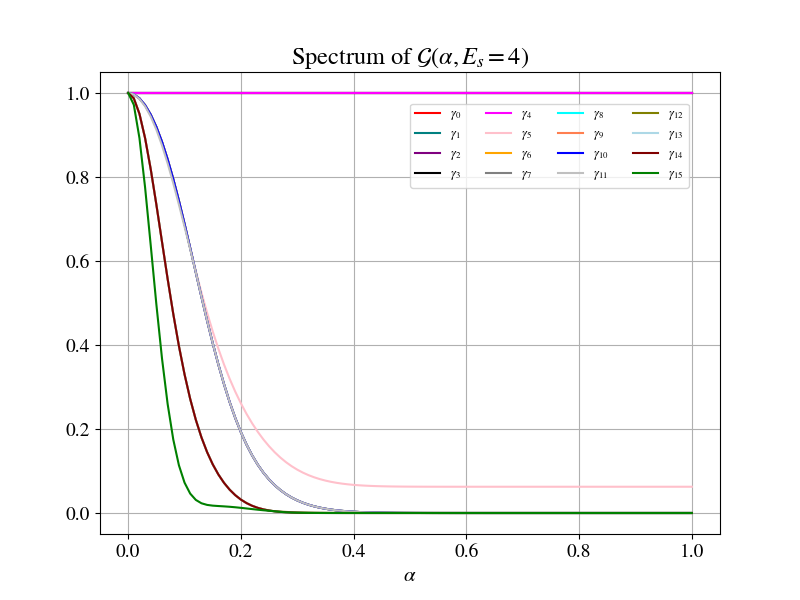 Spectrum of 𝒢(α, E_s = 4)
1.0
0.8
0.6
0.4
0.2
0.0
γ₀ γ₄ γ₈ γ₁₂
γ₁ γ₅ γ₉ γ₁₃
γ₂ γ₆ γ₁₀ γ₁₄
γ₃ γ₇ γ₁₁ γ₁₅
0.0 0.2 0.4 0.6 0.8 1.0
α